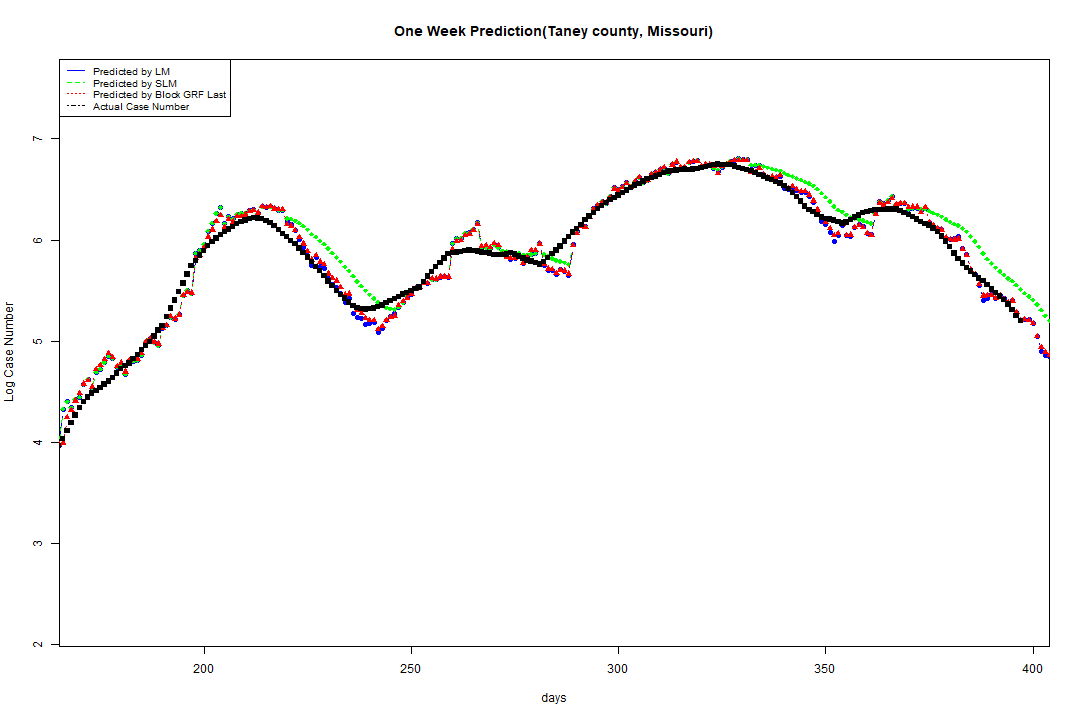 One Week Prediction(Taney county, Missouri)
Predicted by LM
Predicted by SLM
Predicted by Block GRF Last
Actual Case Number
7
6
5
4
3
2
Log Case Number
200 250 300 350 400
days